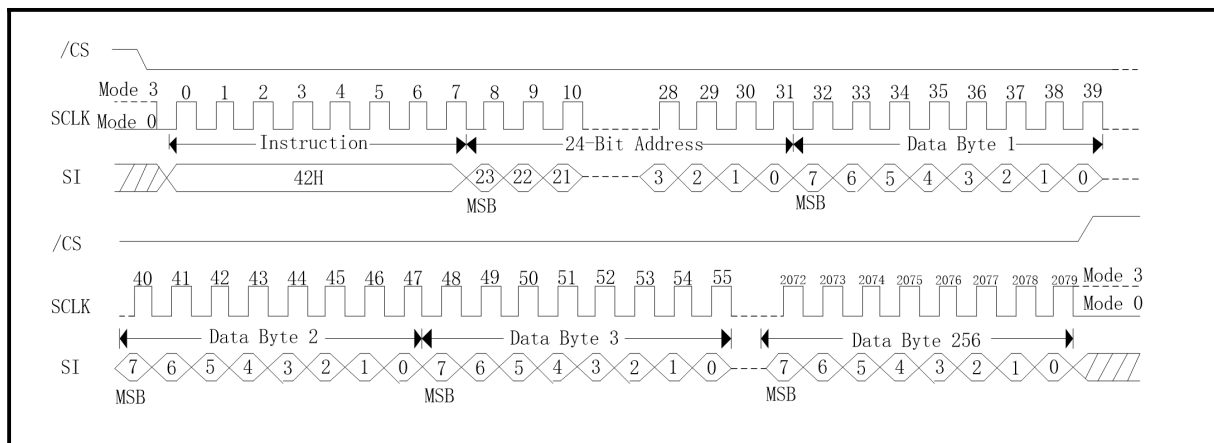 /CS
Mode 3 0 1 2 3 4 5 6 7 8 9 10 28 29 30 31 32 33 34 35 36 37 38 39
SCLK Mode 0
Instruction 24-Bit Address Data Byte 1
SI 42H 23 22 21 3 2 1 0 7 6 5 4 3 2 1 0
MSB MSB
/CS
40 41 42 43 44 45 46 47 48 49 50 51 52 53 54 55 2072 2073 2074 2075 2076 2077 2078 2079 Mode 3
SCLK Mode 0
Data Byte 2 Data Byte 3 Data Byte 256
SI 7 6 5 4 3 2 1 0 7 6 5 4 3 2 1 0 7 6 5 4 3 2 1 0
MSB MSB MSB